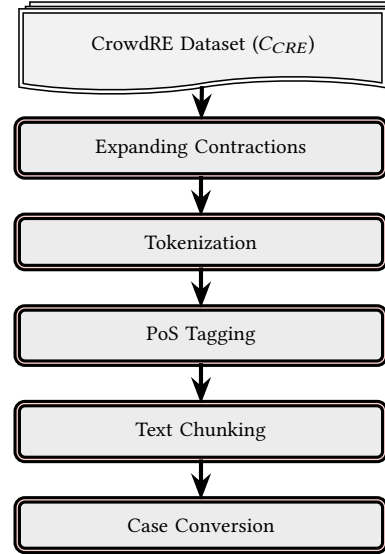 CrowdRE Dataset (C_CRE)
Expanding Contractions
Tokenization
PoS Tagging
Text Chunking
Case Conversion